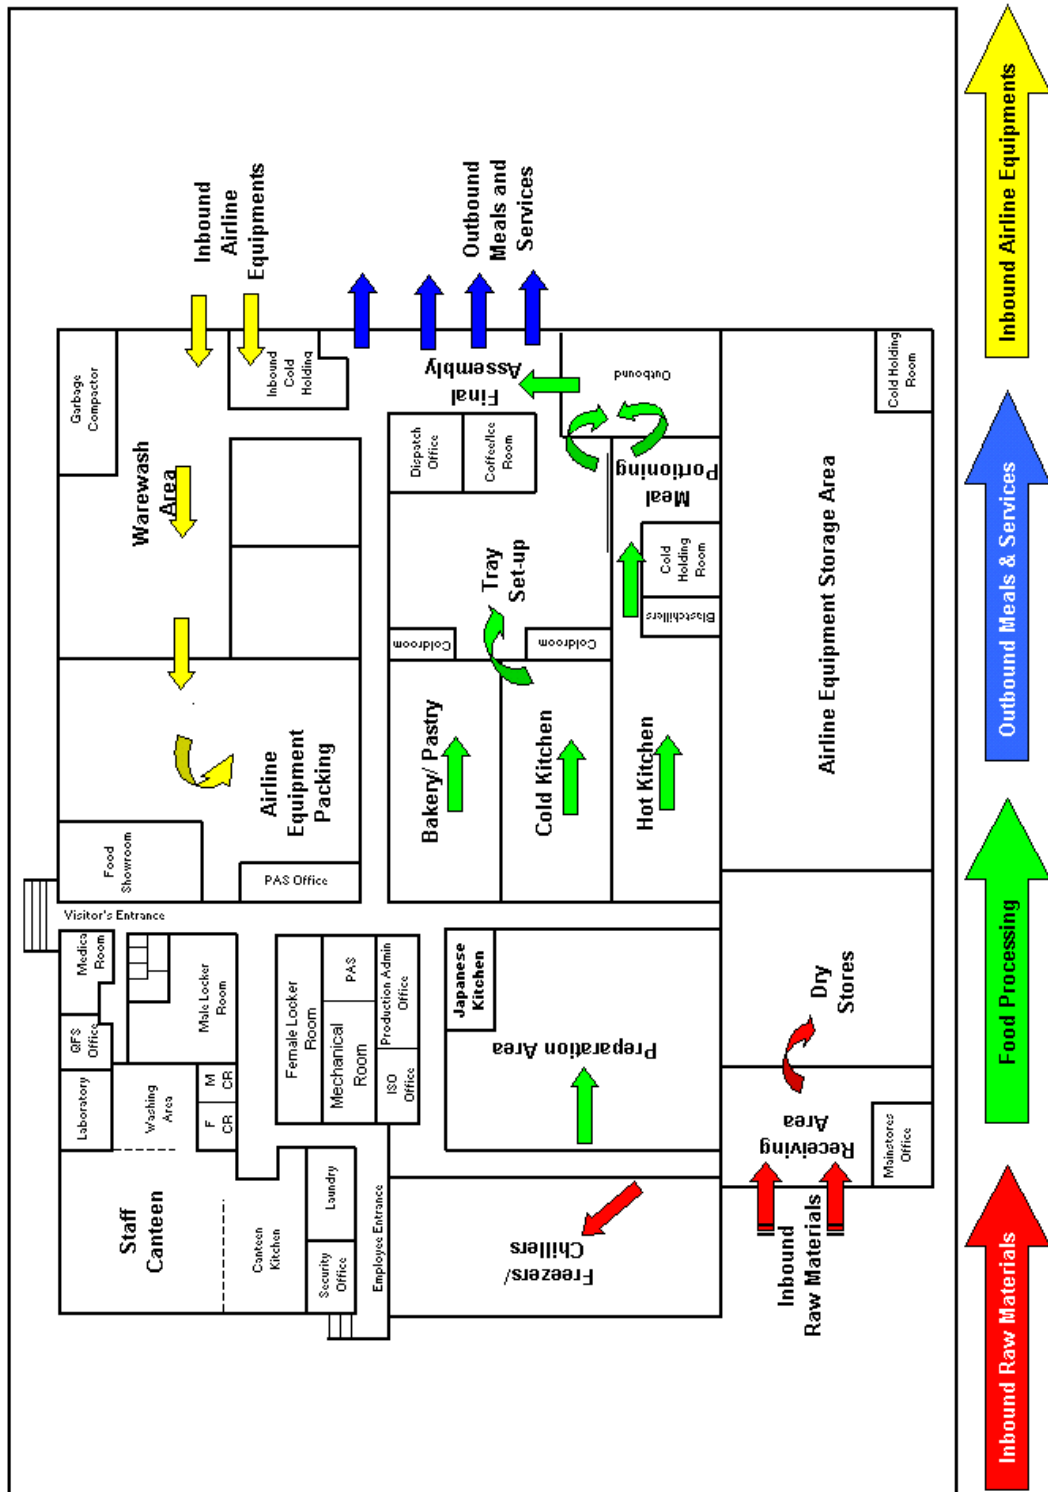 Inbound
Airline
Equipments
Outbound
Meals and
Services
Garbage
Compactor
Inbound
Cold
Holding
Warewash
Area
Final
Assembly
Dispatch
Office
Coffee/Ice
Room
Outbound
Meal
Portioning
Cold Holding
Room
Cold
Holding
Room
Blastchillers
Tray
Set-up
Coldroom
Coldroom
Airline Equipment Storage Area
Airline
Equipment
Packing
Bakery/ Pastry
Cold Kitchen
Hot Kitchen
Food
Showroom
PAS Office
Visitor's Entrance
Medical
Room
QFS
Office
Laboratory
Male Locker
Room
Washing
Area
M
CR
F
CR
Female Locker
Room
PAS
Mechanical
Room
Production Admin
Office
ISO
Office
Japanese
Kitchen
Preparation Area
Dry
Stores
Receiving
Area
Mainstores
Office
Staff
Canteen
Canteen
Kitchen
Laundry
Security
Office
Employee Entrance
Freezers/
Chillers
Inbound
Raw Materials
Inbound Raw Materials
Food Processing
Outbound Meals & Services
Inbound Airline Equipments